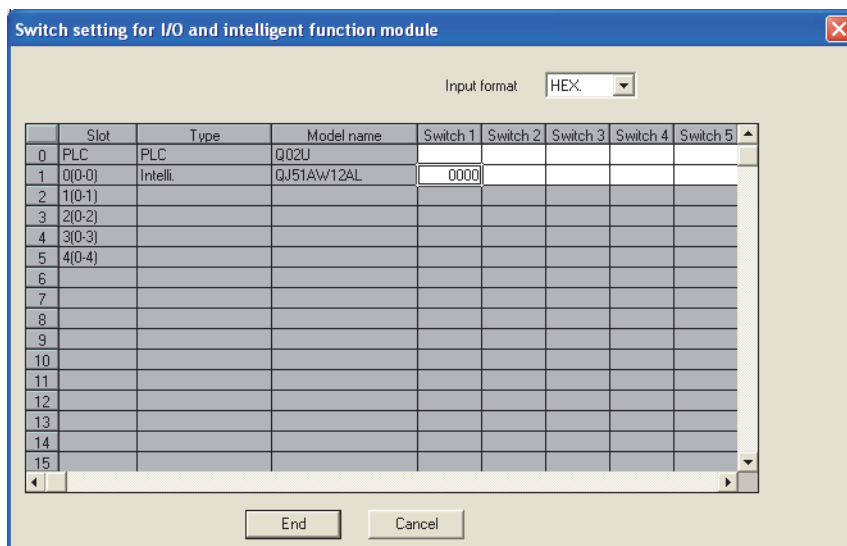 Switch setting for I/O and intelligent function module
Input format HEX.
Slot Type Model name Switch 1 Switch 2 Switch 3 Switch 4 Switch 5
0 PLC PLC Q02U
1 0(0-0) Intelli. QJ51AW12AL 0000
2 1(0-1)
3 2(0-2)
4 3(0-3)
5 4(0-4)
6
7
8
9
10
11
12
13
14
15
End Cancel